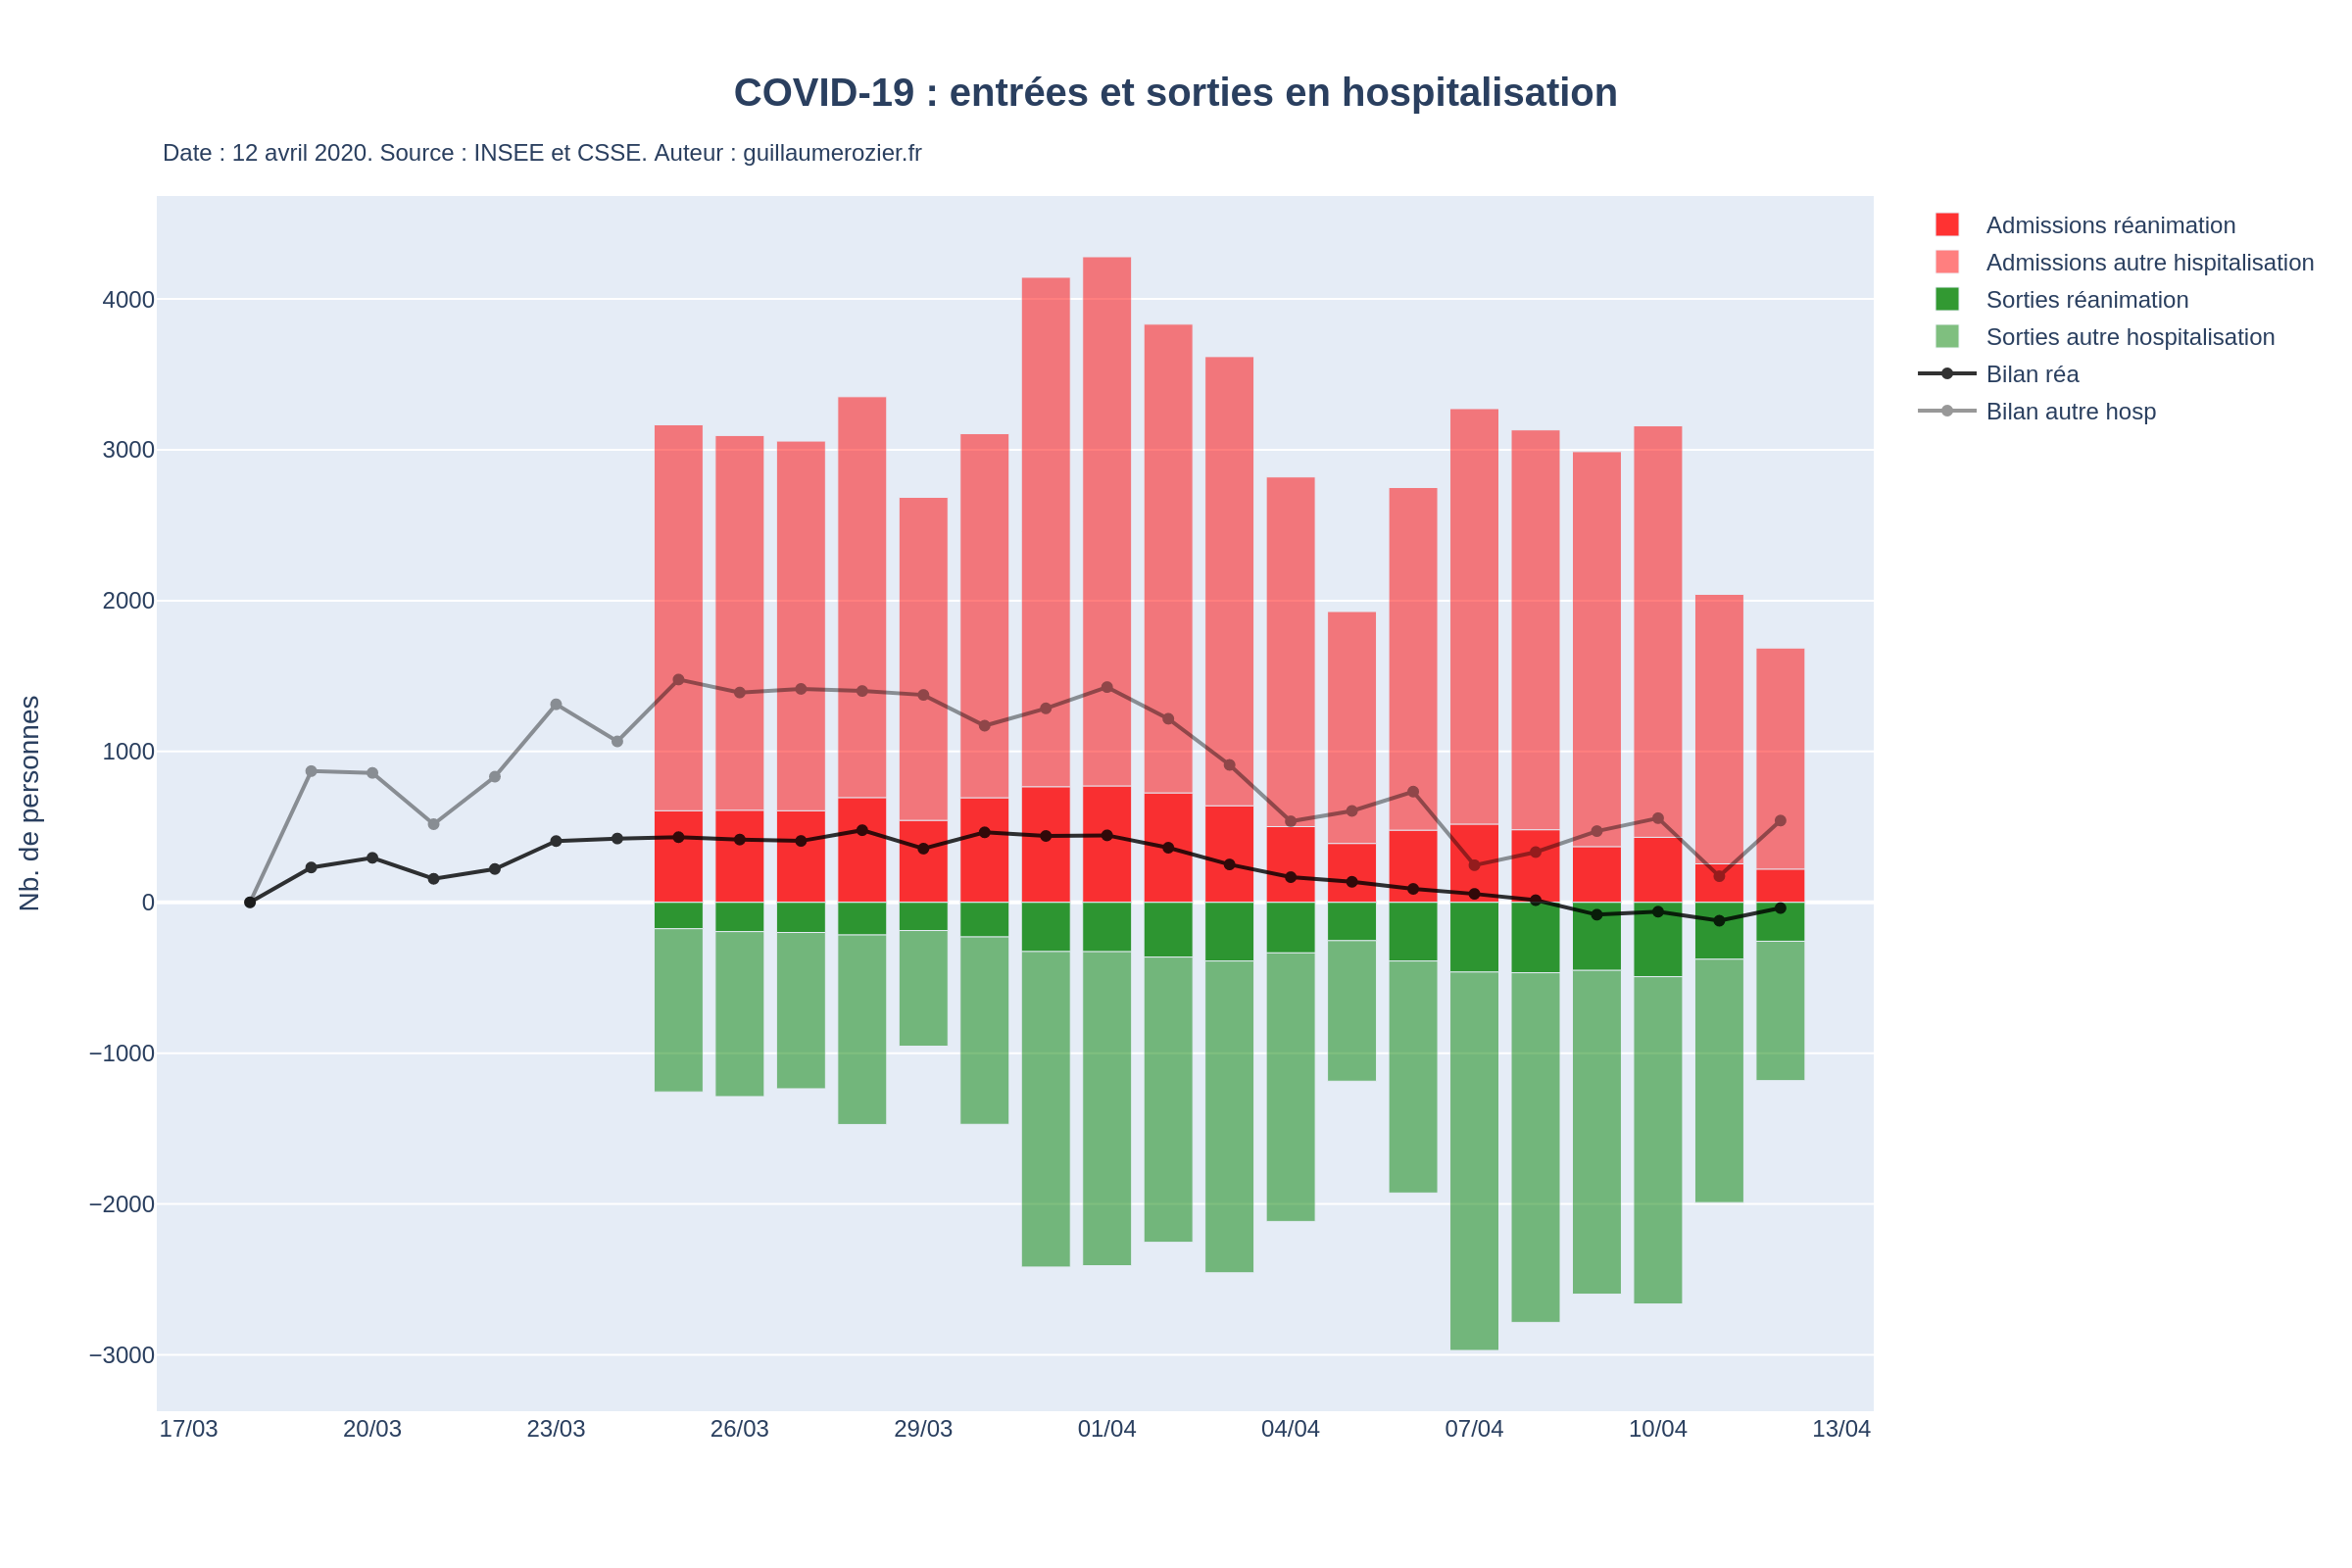 COVID-19 : entrées et sorties en hospitalisation
Date : 12 avril 2020. Source : INSEE et CSSE. Auteur : guillaumerozier.fr
Admissions réanimation
Admissions autre hispitalisation
Sorties réanimation
Sorties autre hospitalisation
Bilan réa
Bilan autre hosp
Nb. de personnes
4000
3000
2000
1000
0
−1000
−2000
−3000
17/03 20/03 23/03 26/03 29/03 01/04 04/04 07/04 10/04 13/04